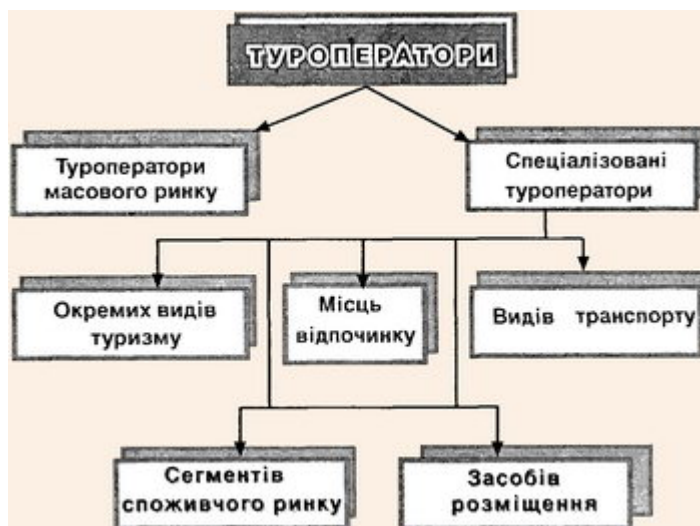 ТУРОПЕРАТОРИ
Туроператори
масового ринку
Спеціалізовані
туроператори
Окремих видів
туризму
Місць
відпочинку
Видів транспорту
Сегментів
споживчого ринку
Засобів
розміщення